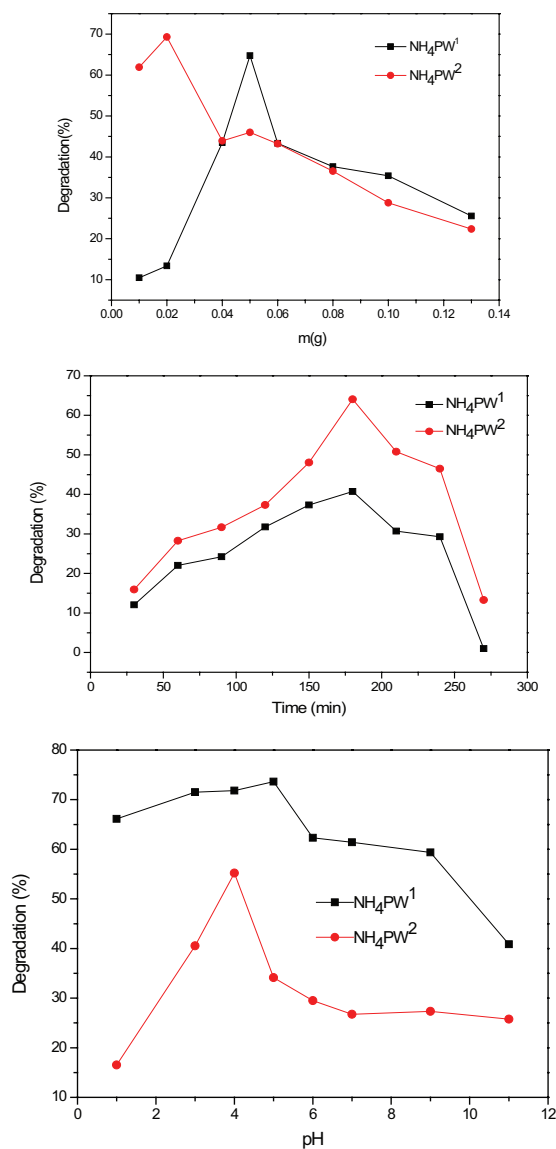 70
60
50
40
30
20
10
Degradation(%)
NH₄PW¹
NH₄PW²
0.00 0.02 0.04 0.06 0.08 0.10 0.12 0.14
m(g)
70
60
50
40
30
20
10
0
Degradation (%)
NH₄PW¹
NH₄PW²
0 50 100 150 200 250 300
Time (min)
80
70
60
50
40
30
20
10
Degradation (%)
NH₄PW¹
NH₄PW²
0 2 4 6 8 10 12
pH